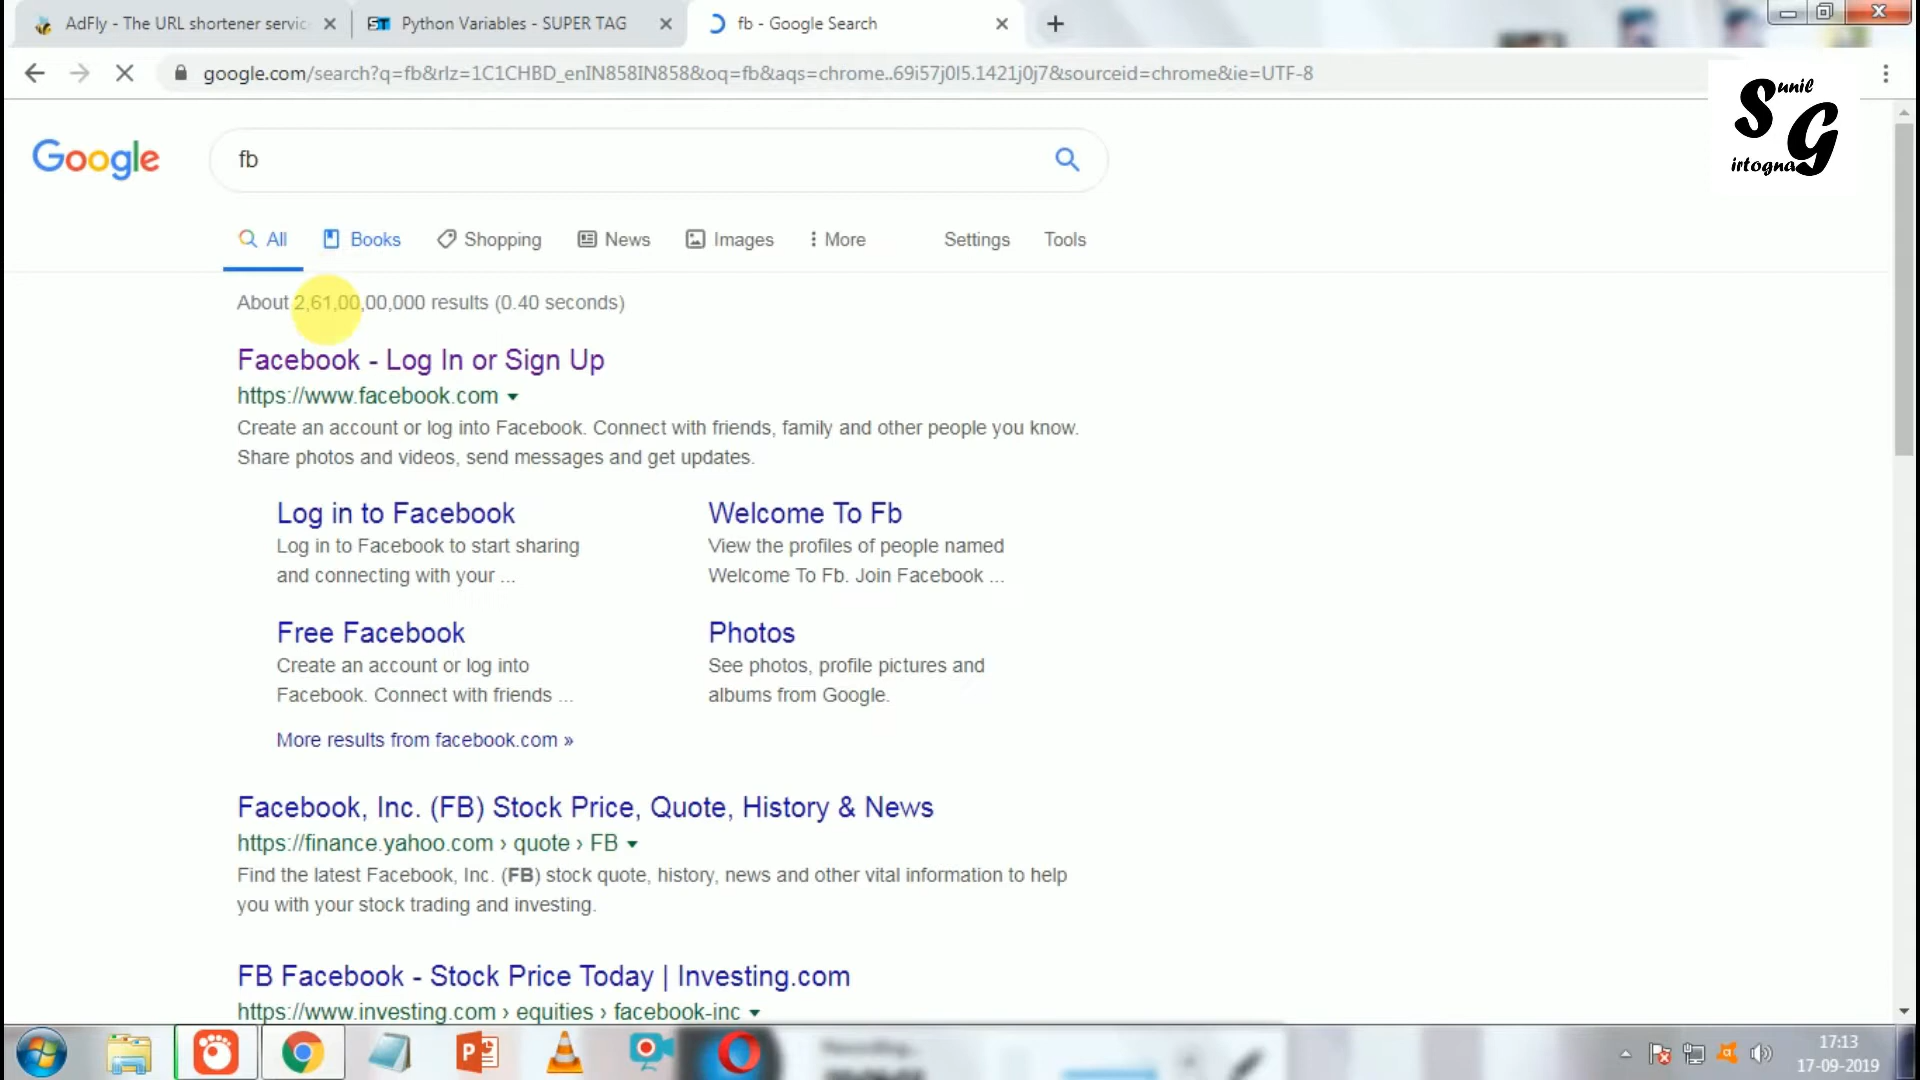 AdFly - The URL shortener servic
ST Python Variables - SUPER TAG
fb - Google Search
google.com/search?q=fb&rlz=1C1CHBD_enIN858IN858&oq=fb&aqs=chrome..69i57j0l5.1421j0j7&sourceid=chrome&ie=UTF-8
Sunil
Girtogna
Google
fb
All Books Shopping News Images More Settings Tools
About 2,61,00,00,000 results (0.40 seconds)
Facebook - Log In or Sign Up
https://www.facebook.com
Create an account or log into Facebook. Connect with friends, family and other people you know.
Share photos and videos, send messages and get updates.
Log in to Facebook
Log in to Facebook to start sharing
and connecting with your ...
Welcome To Fb
View the profiles of people named
Welcome To Fb. Join Facebook ...
Free Facebook
Create an account or log into
Facebook. Connect with friends ...
Photos
See photos, profile pictures and
albums from Google.
More results from facebook.com »
Facebook, Inc. (FB) Stock Price, Quote, History & News
https://finance.yahoo.com › quote › FB
Find the latest Facebook, Inc. (FB) stock quote, history, news and other vital information to help
you with your stock trading and investing.
FB Facebook - Stock Price Today | Investing.com
https://www.investing.com › equities › facebook-inc
17:13
17-09-2019